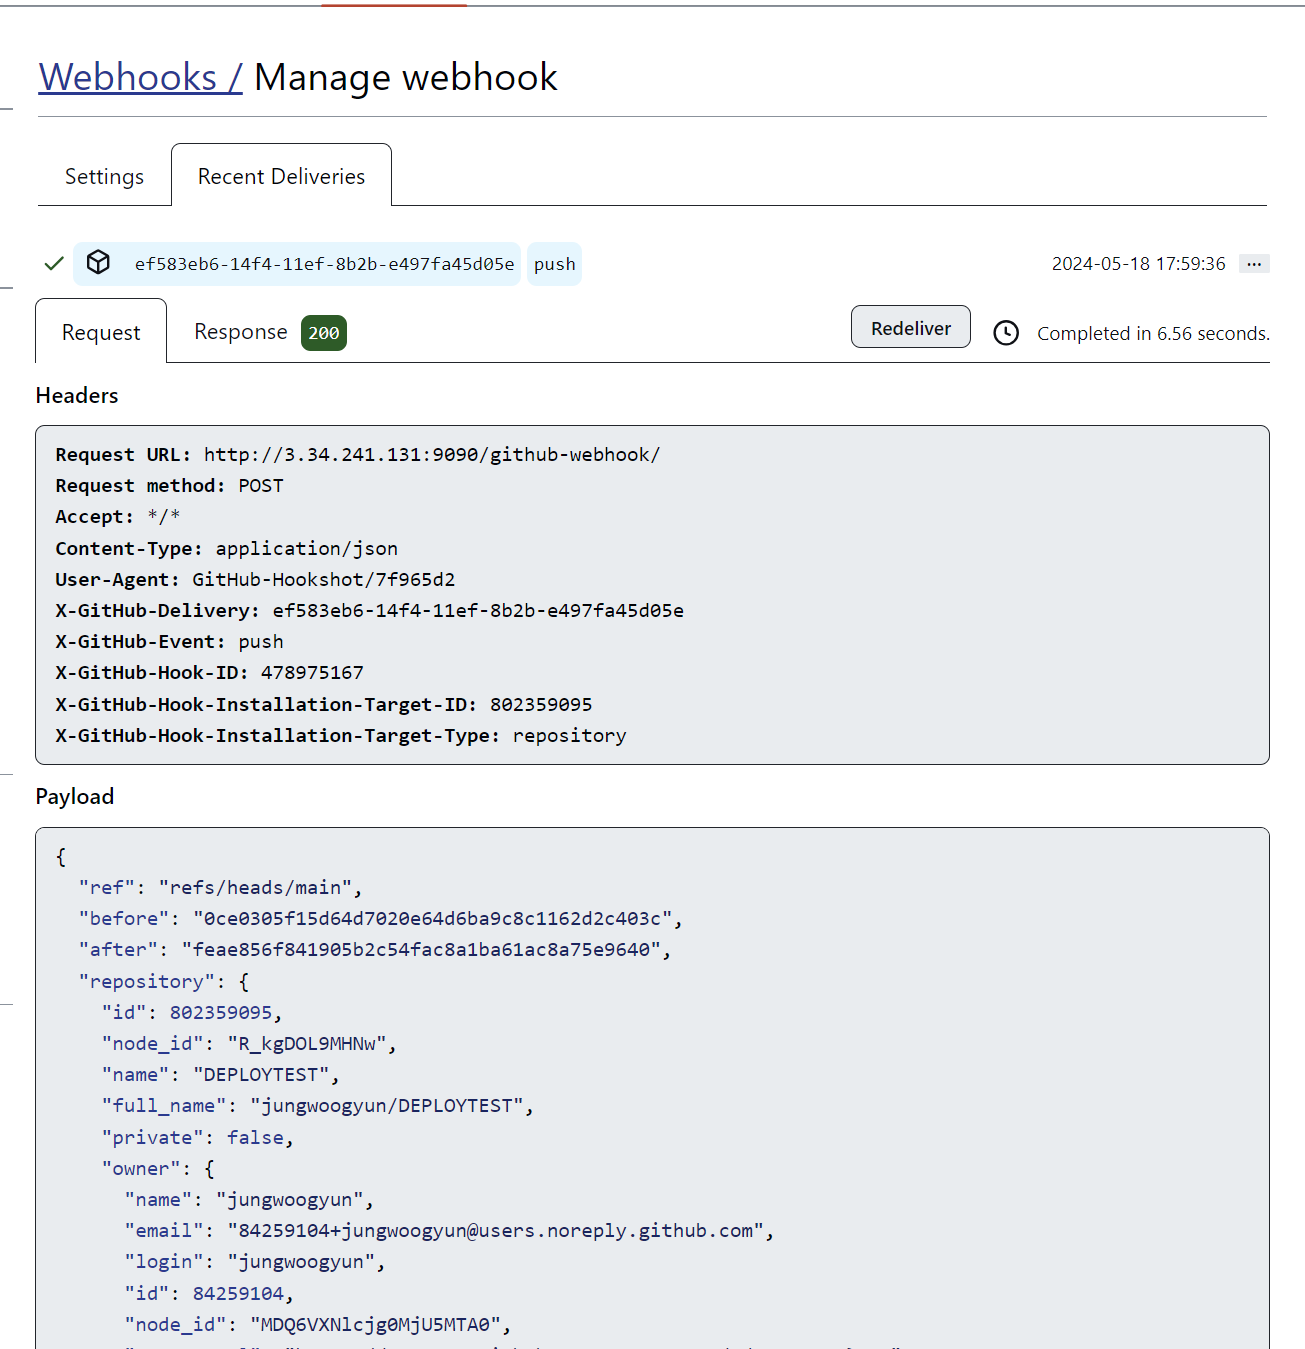 Webhooks / Manage webhook
Settings
Recent Deliveries
ef583eb6-14f4-11ef-8b2b-e497fa45d05e push 2024-05-18 17:59:36 ...
Request Response 200 Redeliver Completed in 6.56 seconds.
Headers
Request URL: http://3.34.241.131:9090/github-webhook/
Request method: POST
Accept: */*
Content-Type: application/json
User-Agent: GitHub-Hookshot/7f965d2
X-GitHub-Delivery: ef583eb6-14f4-11ef-8b2b-e497fa45d05e
X-GitHub-Event: push
X-GitHub-Hook-ID: 478975167
X-GitHub-Hook-Installation-Target-ID: 802359095
X-GitHub-Hook-Installation-Target-Type: repository
Payload
{
"ref": "refs/heads/main",
"before": "0ce0305f15d64d7020e64d6ba9c8c1162d2c403c",
"after": "feae856f841905b2c54fac8a1ba61ac8a75e9640",
"repository": {
"id": 802359095,
"node_id": "R_kgDOL9MHNw",
"name": "DEPLOYTEST",
"full_name": "jungwoogyun/DEPLOYTEST",
"private": false,
"owner": {
"name": "jungwoogyun",
"email": "84259104+jungwoogyun@users.noreply.github.com",
"login": "jungwoogyun",
"id": 84259104,
"node_id": "MDQ6VXNlcjg0MjU5MTA0",